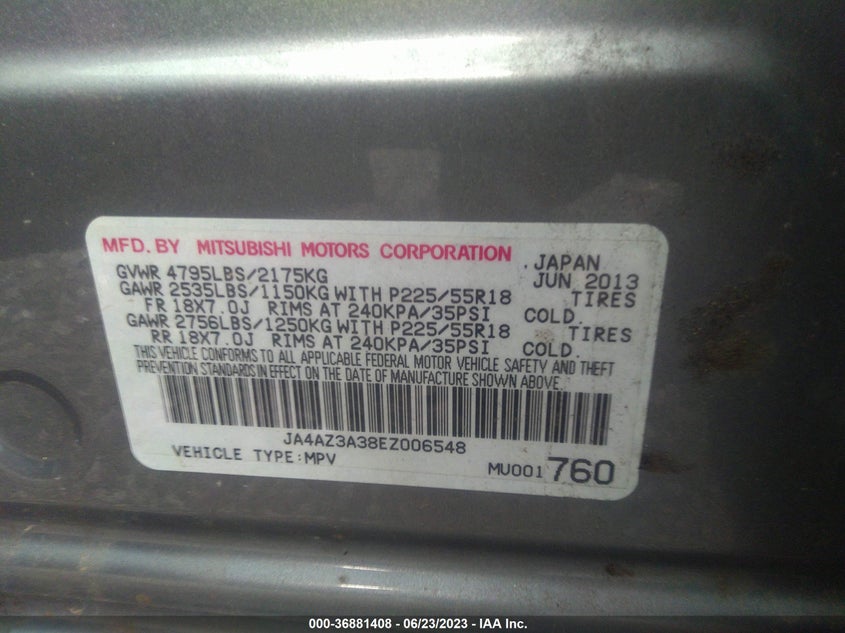 MFD. BY MITSUBISHI MOTORS CORPORATION JAPAN
GVWR 4795LBS/2175KG JUN 2013
GAWR 2535LBS/1150KG WITH P225/55R18 TIRES
FR 18X7.0J RIMS AT 240KPA/35PSI COLD.
GAWR 2756LBS/1250KG WITH P225/55R18 TIRES
RR 18X7.0J RIMS AT 240KPA/35PSI COLD.
THIS VEHICLE CONFORMS TO ALL APPLICABLE FEDERAL MOTOR VEHICLE SAFETY AND THEFT
PREVENTION STANDARDS IN EFFECT ON THE DATE OF MANUFACTURE SHOWN ABOVE.
JA4AZ3A38EZ006548
VEHICLE TYPE:MPV MU001 760
000-36881408 - 06/23/2023 - IAA Inc.